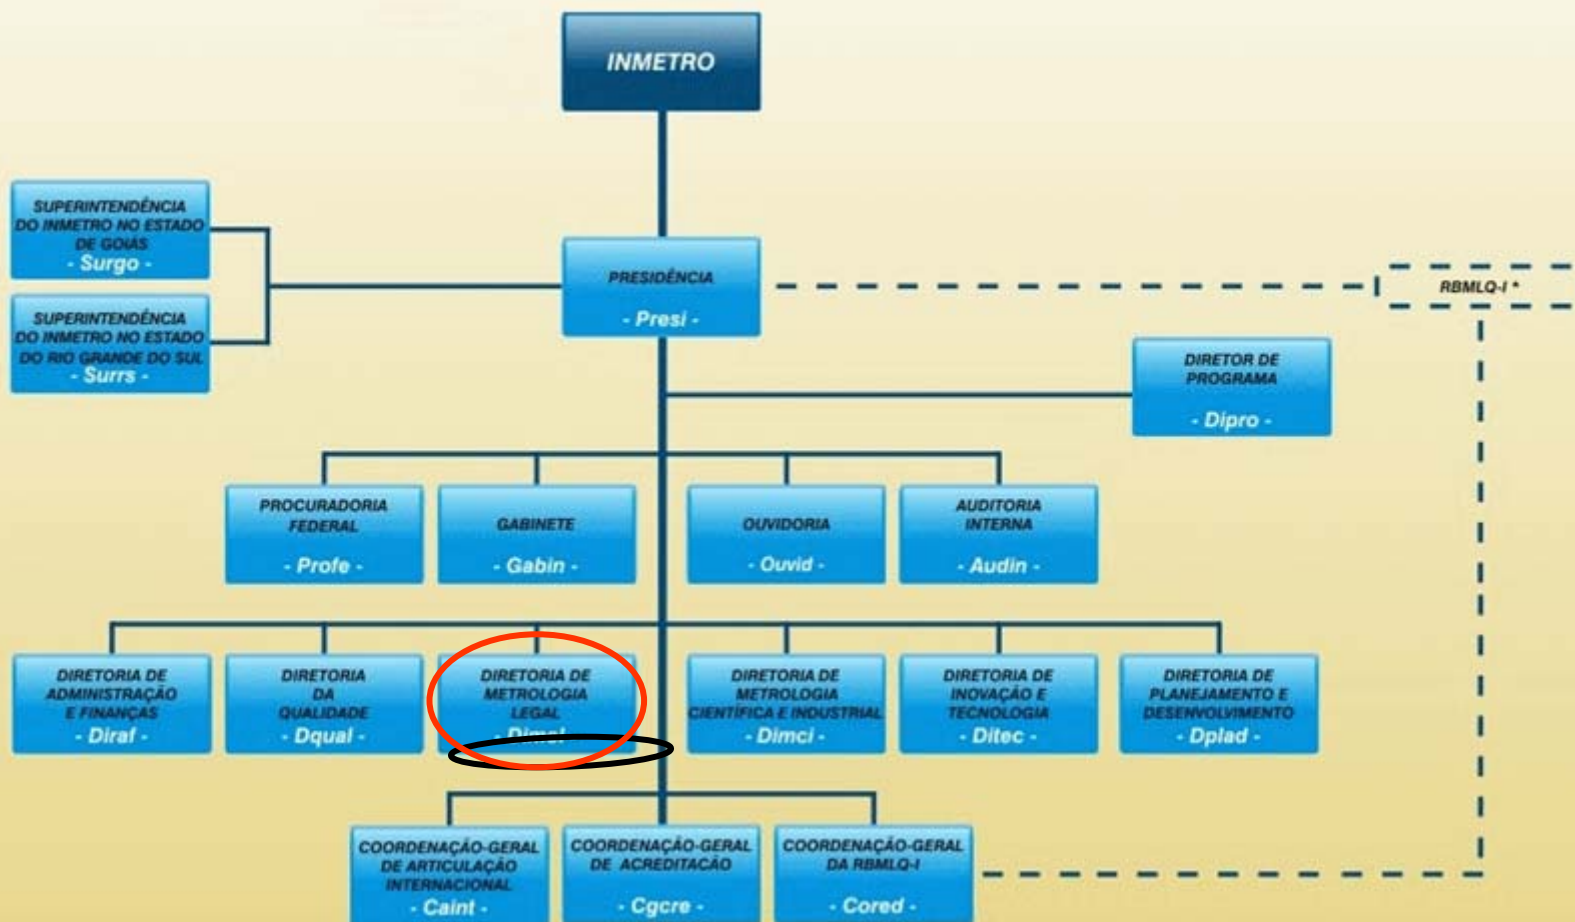 INMETRO
SUPERINTENDÊNCIA
DO INMETRO NO ESTADO
DE GOIÁS
- Surgo -
SUPERINTENDÊNCIA
DO INMETRO NO ESTADO
DO RIO GRANDE DO SUL
- Surrs -
PRESIDÊNCIA
- Presi -
RBMLQ-I *
DIRETOR DE
PROGRAMA
- Dipro -
PROCURADORIA
FEDERAL
- Profe -
GABINETE
- Gabin -
OUVIDORIA
- Ouvid -
AUDITORIA
INTERNA
- Audin -
DIRETORIA DE
ADMINISTRAÇÃO
E FINANÇAS
- Diraf -
DIRETORIA
DA
QUALIDADE
- Dqual -
DIRETORIA DE
METROLOGIA
LEGAL
- Dimel -
DIRETORIA DE
METROLOGIA
CIENTÍFICA E INDUSTRIAL
- Dimci -
DIRETORIA DE
INOVAÇÃO E
TECNOLOGIA
- Ditec -
DIRETORIA DE
PLANEJAMENTO E
DESENVOLVIMENTO
- Dplad -
COORDENAÇÃO-GERAL
DE ARTICULAÇÃO
INTERNACIONAL
- Caint -
COORDENAÇÃO-GERAL
DE ACREDITACÃO
- Cgcre -
COORDENAÇÃO-GERAL
DA RBMLQ-I
- Cored -